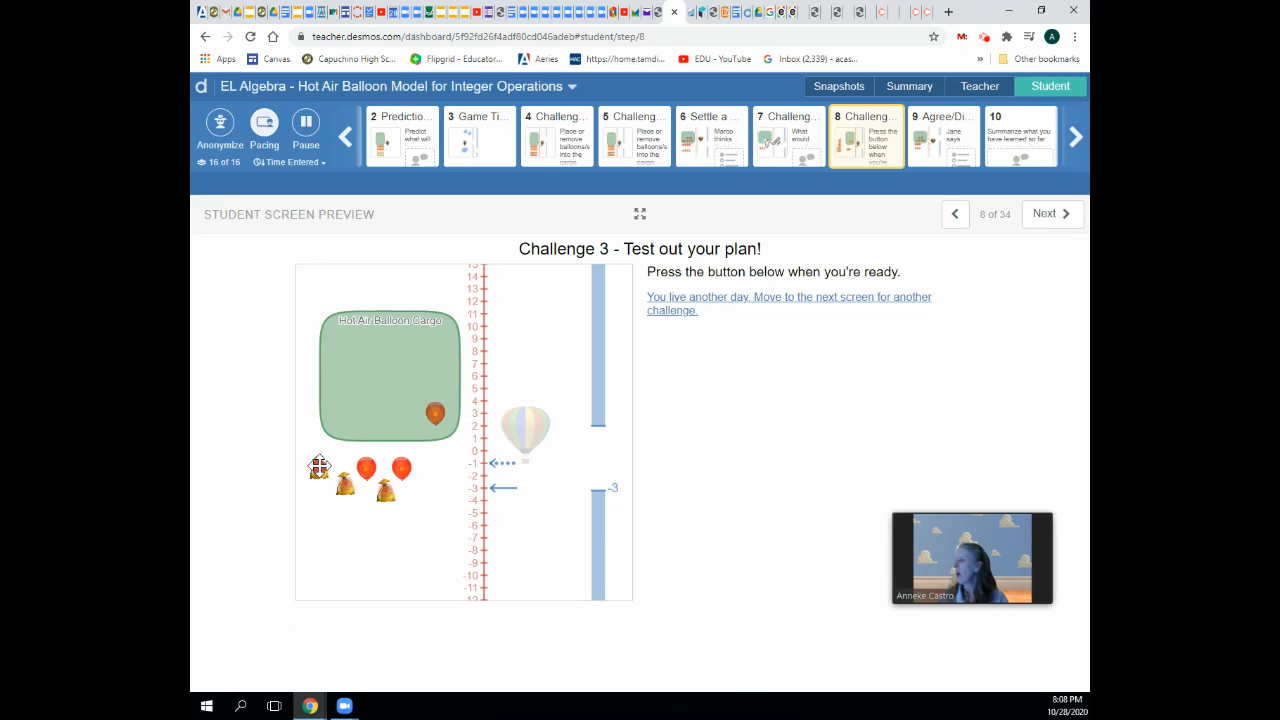 teacher.desmos.com/dashboard/5f92fd26f4adf80cd046adeb#student/step/8
Apps Canvas Capuchino High Sc... Flipgrid - Educator... Aeries https://home.tamdi... EDU - YouTube Inbox (2,339) - acas... » Other bookmarks
EL Algebra - Hot Air Balloon Model for Integer Operations
Snapshots Summary Teacher Student
Anonymize Pacing Pause
16 of 16 Time Entered
2 Predictio...
Predict what will
3 Game Ti...
4 Challeng...
Place or remove balloons/s into the cargo
5 Challeng...
Place or remove balloons/s into the cargo
6 Settle a ...
Marco thinks
7 Challeng...
What would
8 Challeng...
Press the button below when you're
9 Agree/Di...
Jane says
10
Summarize what you have learned so far
STUDENT SCREEN PREVIEW
8 of 34
Next
Challenge 3 - Test out your plan!
Press the button below when you're ready.
You live another day. Move to the next screen for another
challenge.
Hot Air Balloon Cargo
15
14
13
12
11
10
9
8
7
6
5
4
3
2
1
0
-1
-2
-3
-4
-5
-6
-7
-8
-9
-10
-11
-12
-3
Anneke Castro
8:08 PM
10/28/2020